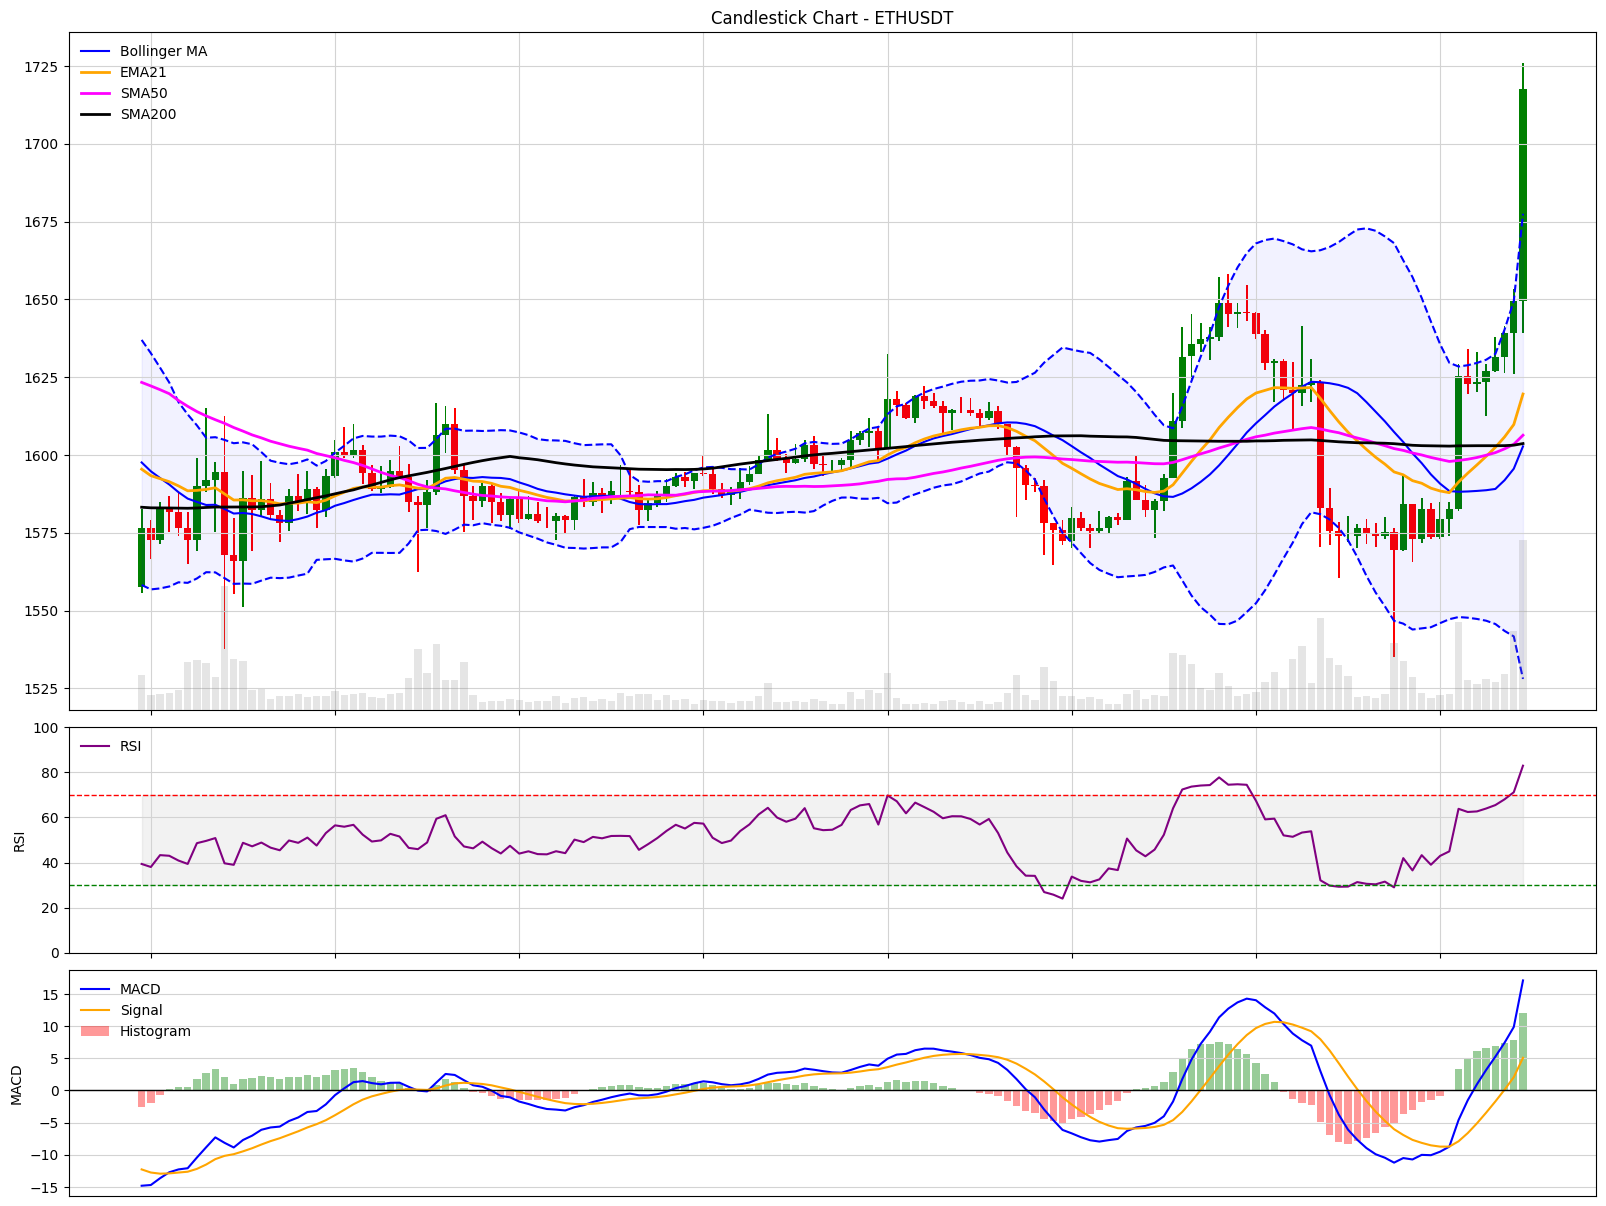 Candlestick Chart - ETHUSDT
Bollinger MA
EMA21
SMA50
SMA200
1725
1700
1675
1650
1625
1600
1575
1550
1525
RSI
100
80
60
40
20
0
RSI
MACD
Signal
Histogram
15
10
5
0
−5
−10
−15
MACD